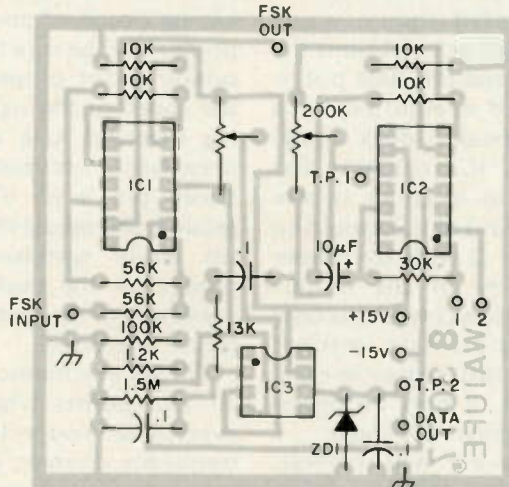 FSK
OUT
10K
10K
10K
10K
200K
T.P.1
IC1
IC2
.1
10µF
+
56K
30K
FSK
INPUT
56K
100K
1.2K
1.5M
.1
13K
IC3
+15V
-15V
1
2
T.P.2
DATA
OUT
ZD1
.1
WA1UFE